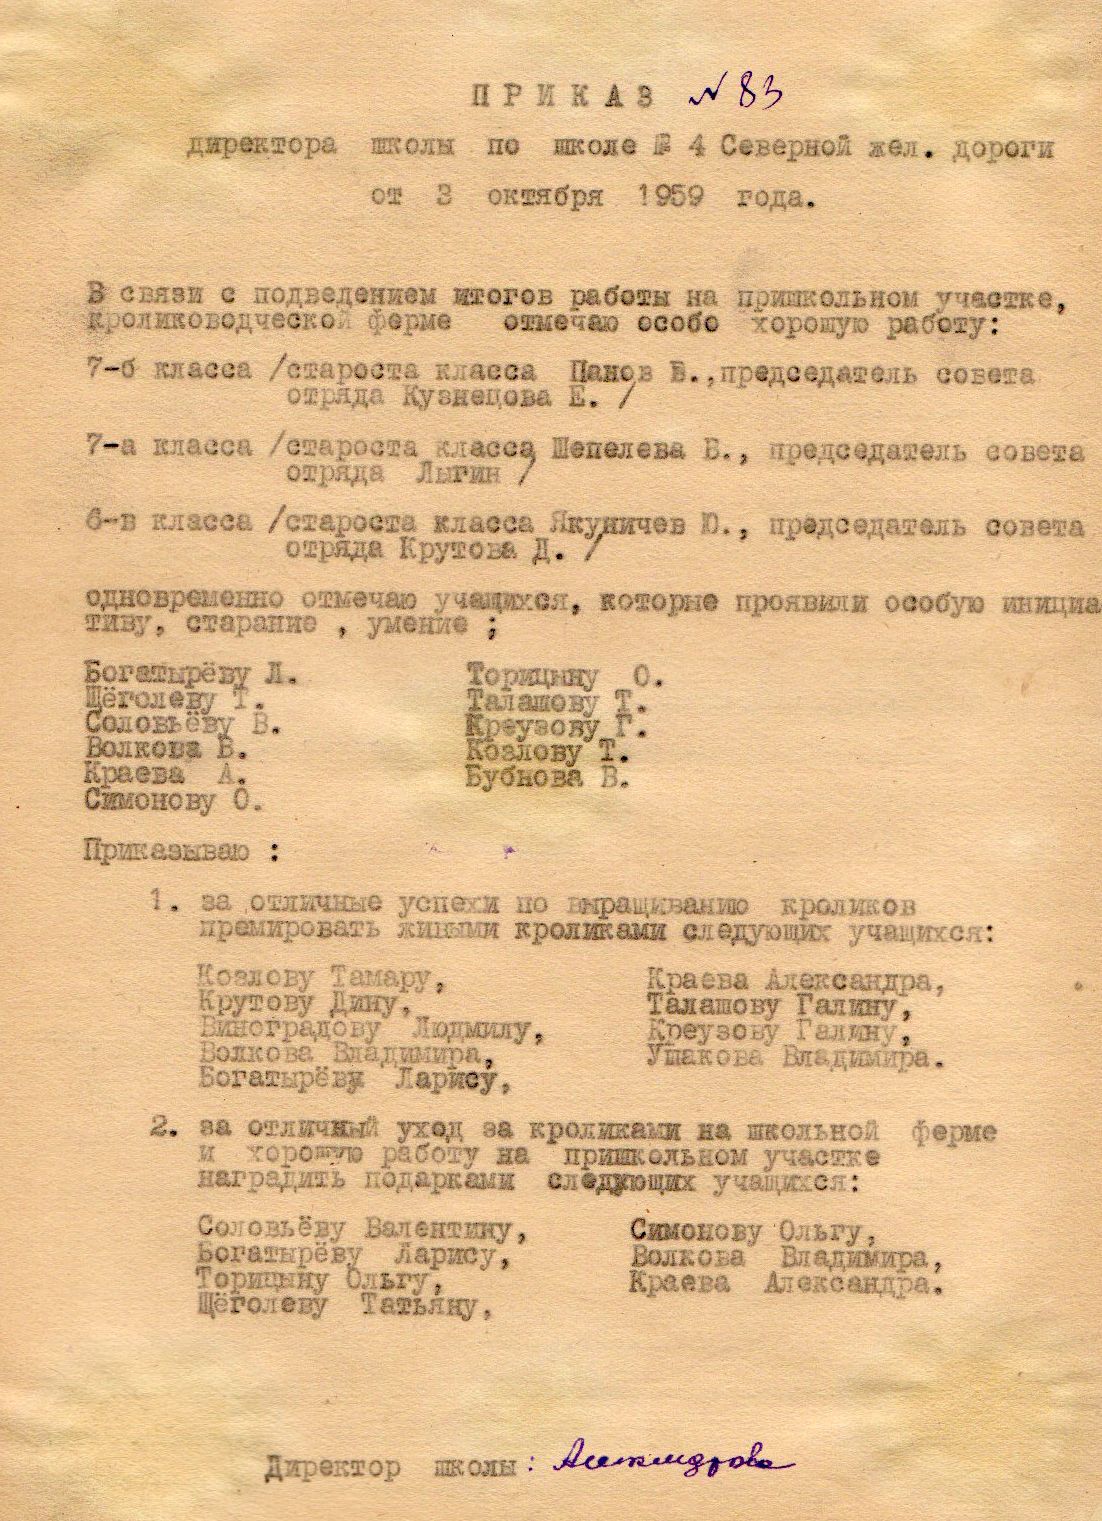 ПРИКАЗ № 83
директора школы по школе № 4 Северной жел. дороги
от 3 октября 1959 года.
В связи с подведением итогов работы на пришкольном участке,
кролиководческой ферме отмечаю особо хорошую работу:
7-б класса /староста класса Панов В.,председатель совета
отряда Кузнецова Е. /
7-а класса /староста класса Шепелева В., председатель совета
отряда Лыгин /
6-в класса /староста класса Якуничев Ю., председатель совета
отряда Крутова Д. /
одновременно отмечаю учащихся, которые проявили особую инициа
тиву, старание , умение ;
Богатырёву Л. Торицыну О.
Щёголеву Т. Талашову Т.
Соловьёву В. Креузову Г.
Волкова В. Козлову Т.
Краева А. Бубнова В.
Симонову О.
Приказываю :
1. за отличные успехи по выращиванию кроликов
премировать живыми кроликами следующих учащихся:
Козлову Тамару, Краева Александра,
Крутову Дину, Талашову Галину,
Виноградову Людмилу, Креузову Галину,
Волкова Владимира, Ушакова Владимира.
Богатырёву Ларису,
2. за отличный уход за кроликами на школьной ферме
и хорошую работу на пришкольном участке
наградить подарками следующих учащихся:
Соловьёву Валентину, Симонову Ольгу,
Богатырёву Ларису, Волкова Владимира,
Торицыну Ольгу, Краева Александра.
Щёголеву Татьяну,
Директор школы: